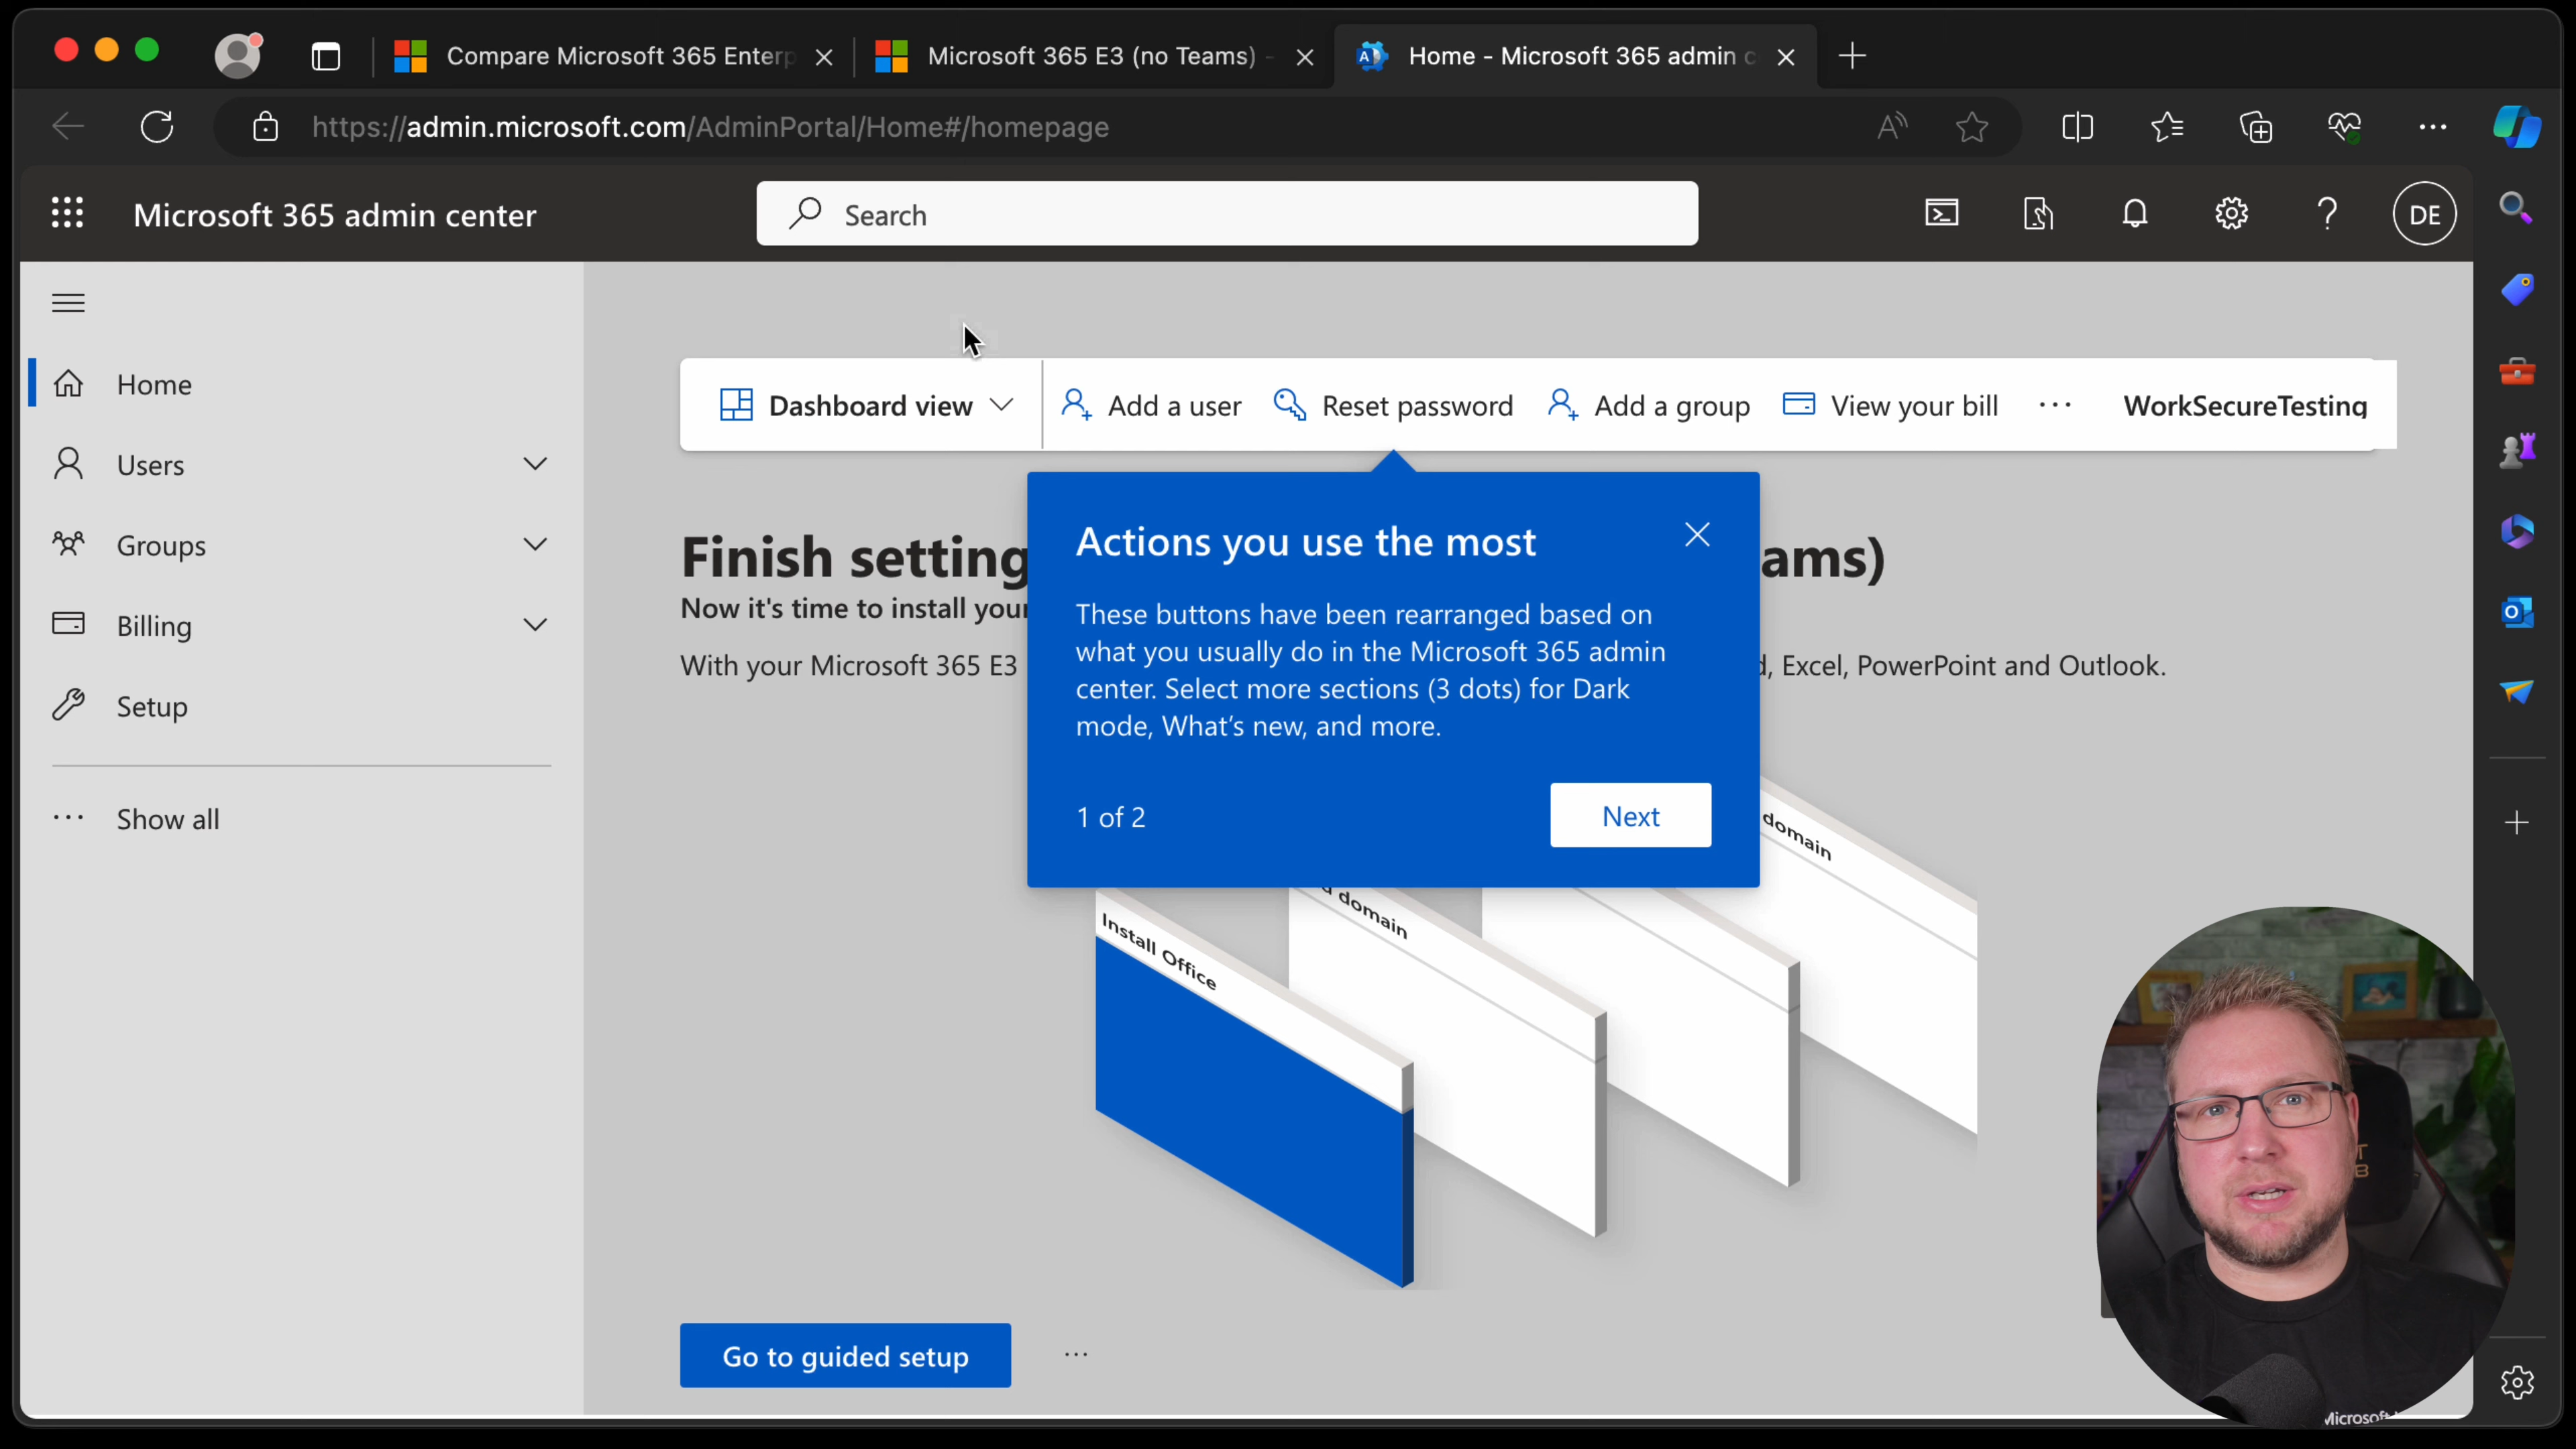 Compare Microsoft 365 Enterp
Microsoft 365 E3 (no Teams) -
Home - Microsoft 365 admin c
https://admin.microsoft.com/AdminPortal/Home#/homepage
Microsoft 365 admin center
Search
DE
Home
Users
Groups
Billing
Setup
Show all
Dashboard view
Add a user
Reset password
Add a group
View your bill
WorkSecureTesting
Finish setting
ams)
Now it's time to install your
With your Microsoft 365 E3
, Excel, PowerPoint and Outlook.
Actions you use the most
These buttons have been rearranged based on
what you usually do in the Microsoft 365 admin
center. Select more sections (3 dots) for Dark
mode, What's new, and more.
1 of 2
Next
domain
domain
Install Office
Go to guided setup
Microsoft